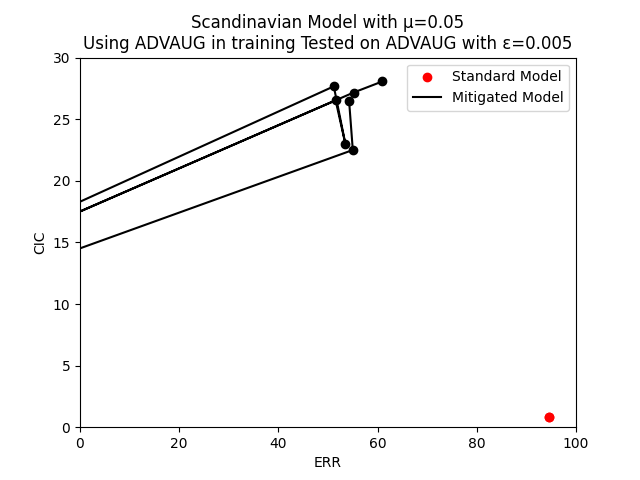 Scandinavian Model with μ=0.05
Using ADVAUG in training Tested on ADVAUG with ε=0.005
Standard Model
Mitigated Model
30
25
20
15
10
5
0
CIC
0 20 40 60 80 100
ERR